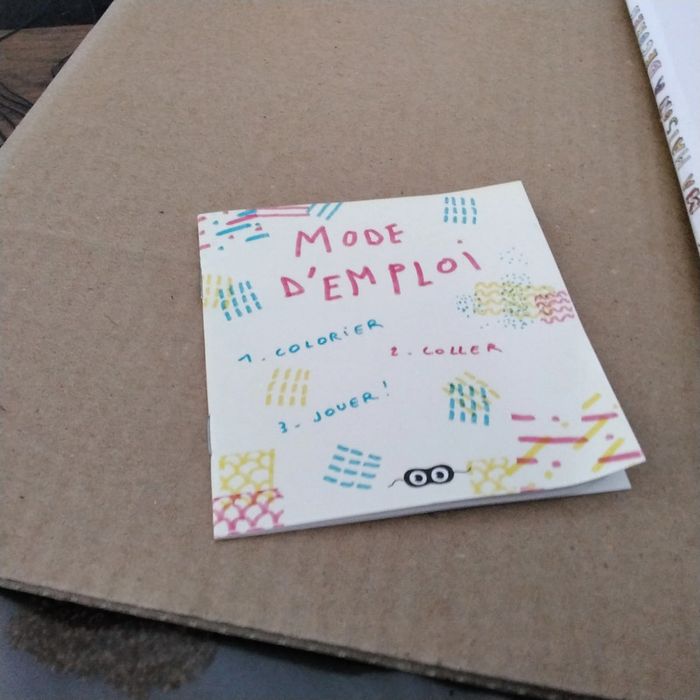 MODE
D'EMPLOI
1. COLORIER
2. COLLER
3. JOUER!